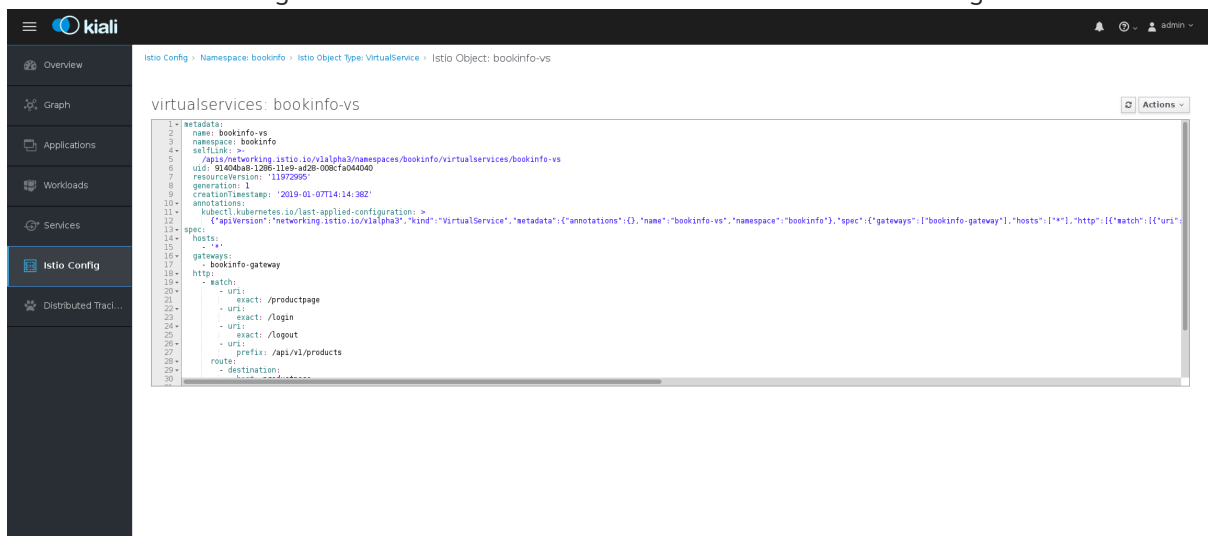 kiali
admin
Overview
Graph
Applications
Workloads
Services
Istio Config
Distributed Traci...
Istio Config › Namespace: bookinfo › Istio Object Type: VirtualService › Istio Object: bookinfo-vs
virtualservices: bookinfo-vs
Actions
1 metadata:
2 name: bookinfo-vs
3 namespace: bookinfo
4 selfLink: >-
5 /apis/networking.istio.io/v1alpha3/namespaces/bookinfo/virtualservices/bookinfo-vs
6 uid: 91404ba8-1286-11e9-ad28-008cfa044040
7 resourceVersion: '11972995'
8 generation: 1
9 creationTimestamp: '2019-01-07T14:14:38Z'
10 annotations:
11 kubectl.kubernetes.io/last-applied-configuration: >
12 {"apiVersion":"networking.istio.io/v1alpha3","kind":"VirtualService","metadata":{"annotations":{},"name":"bookinfo-vs","namespace":"bookinfo"},"spec":{"gateways":["bookinfo-gateway"],"hosts":["*"],"http":[{"match":[{"uri":
13 spec:
14 hosts:
15 - '*'
16 gateways:
17 - bookinfo-gateway
18 http:
19 - match:
20 - uri:
21 exact: /productpage
22 - uri:
23 exact: /login
24 - uri:
25 exact: /logout
26 - uri:
27 prefix: /api/v1/products
28 route:
29 - destination:
30